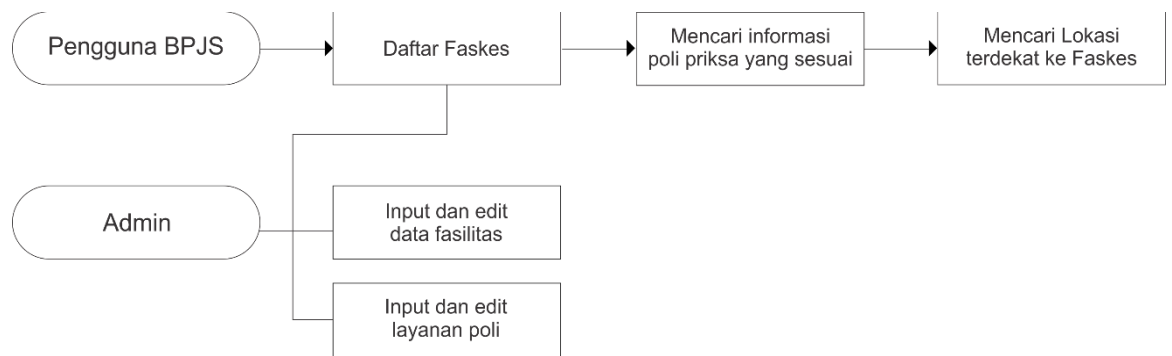 Pengguna BPJS
Daftar Faskes
Mencari informasi
poli priksa yang sesuai
Mencari Lokasi
terdekat ke Faskes
Admin
Input dan edit
data fasilitas
Input dan edit
layanan poli